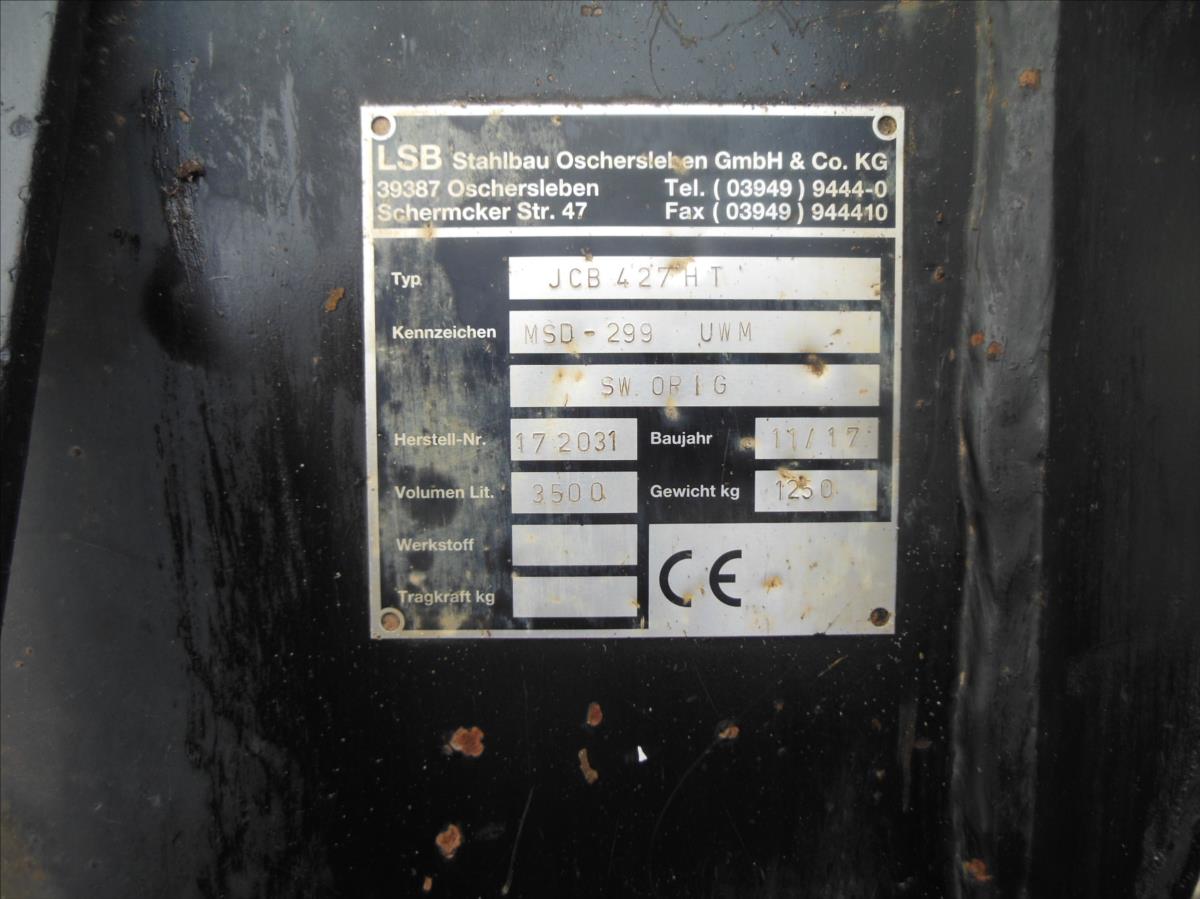 LSB Stahlbau Oschersleben GmbH & Co. KG
39387 Oschersleben Tel. ( 03949 ) 9444-0
Schermcker Str. 47 Fax ( 03949 ) 944410
Typ JCB 427 HT
Kennzeichen MSD - 299 UWM
SW. ORIG
Herstell-Nr. 172031 Baujahr 11/17
Volumen Lit. 3500 Gewicht kg 1250
Werkstoff
Tragkraft kg
CE